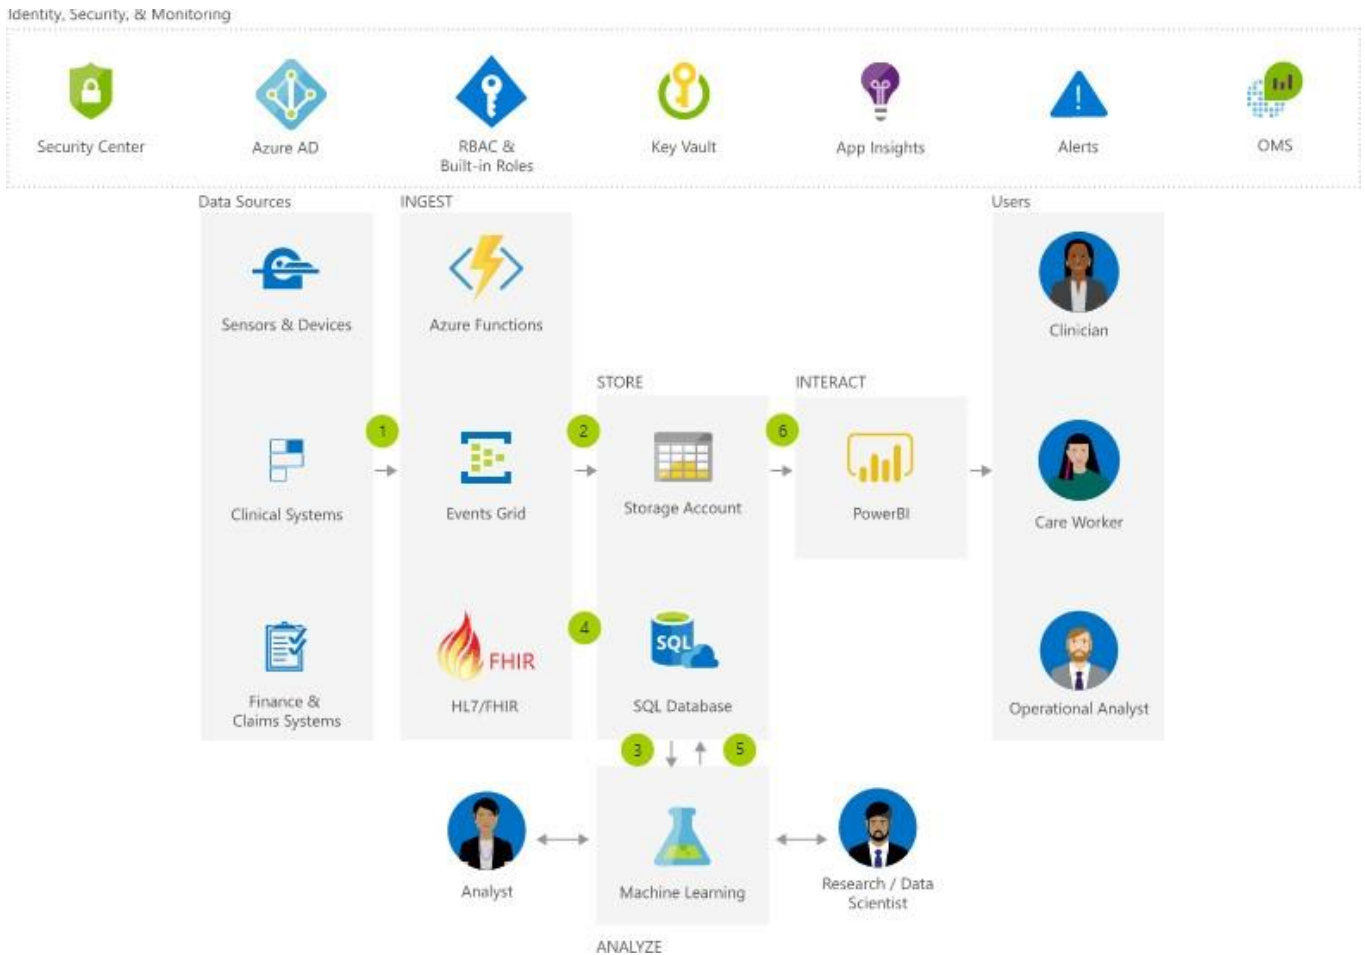 Identity, Security, & Monitoring
Security Center
Azure AD
RBAC &
Built-in Roles
Key Vault
App Insights
Alerts
OMS
Data Sources
INGEST
Users
Sensors & Devices
Azure Functions
Clinician
STORE
INTERACT
1
2
6
Clinical Systems
Events Grid
Storage Account
PowerBI
Care Worker
4
SQL
FHIR
Finance &
Claims Systems
HL7/FHIR
SQL Database
Operational Analyst
3
5
Analyst
Machine Learning
Research / Data
Scientist
ANALYZE